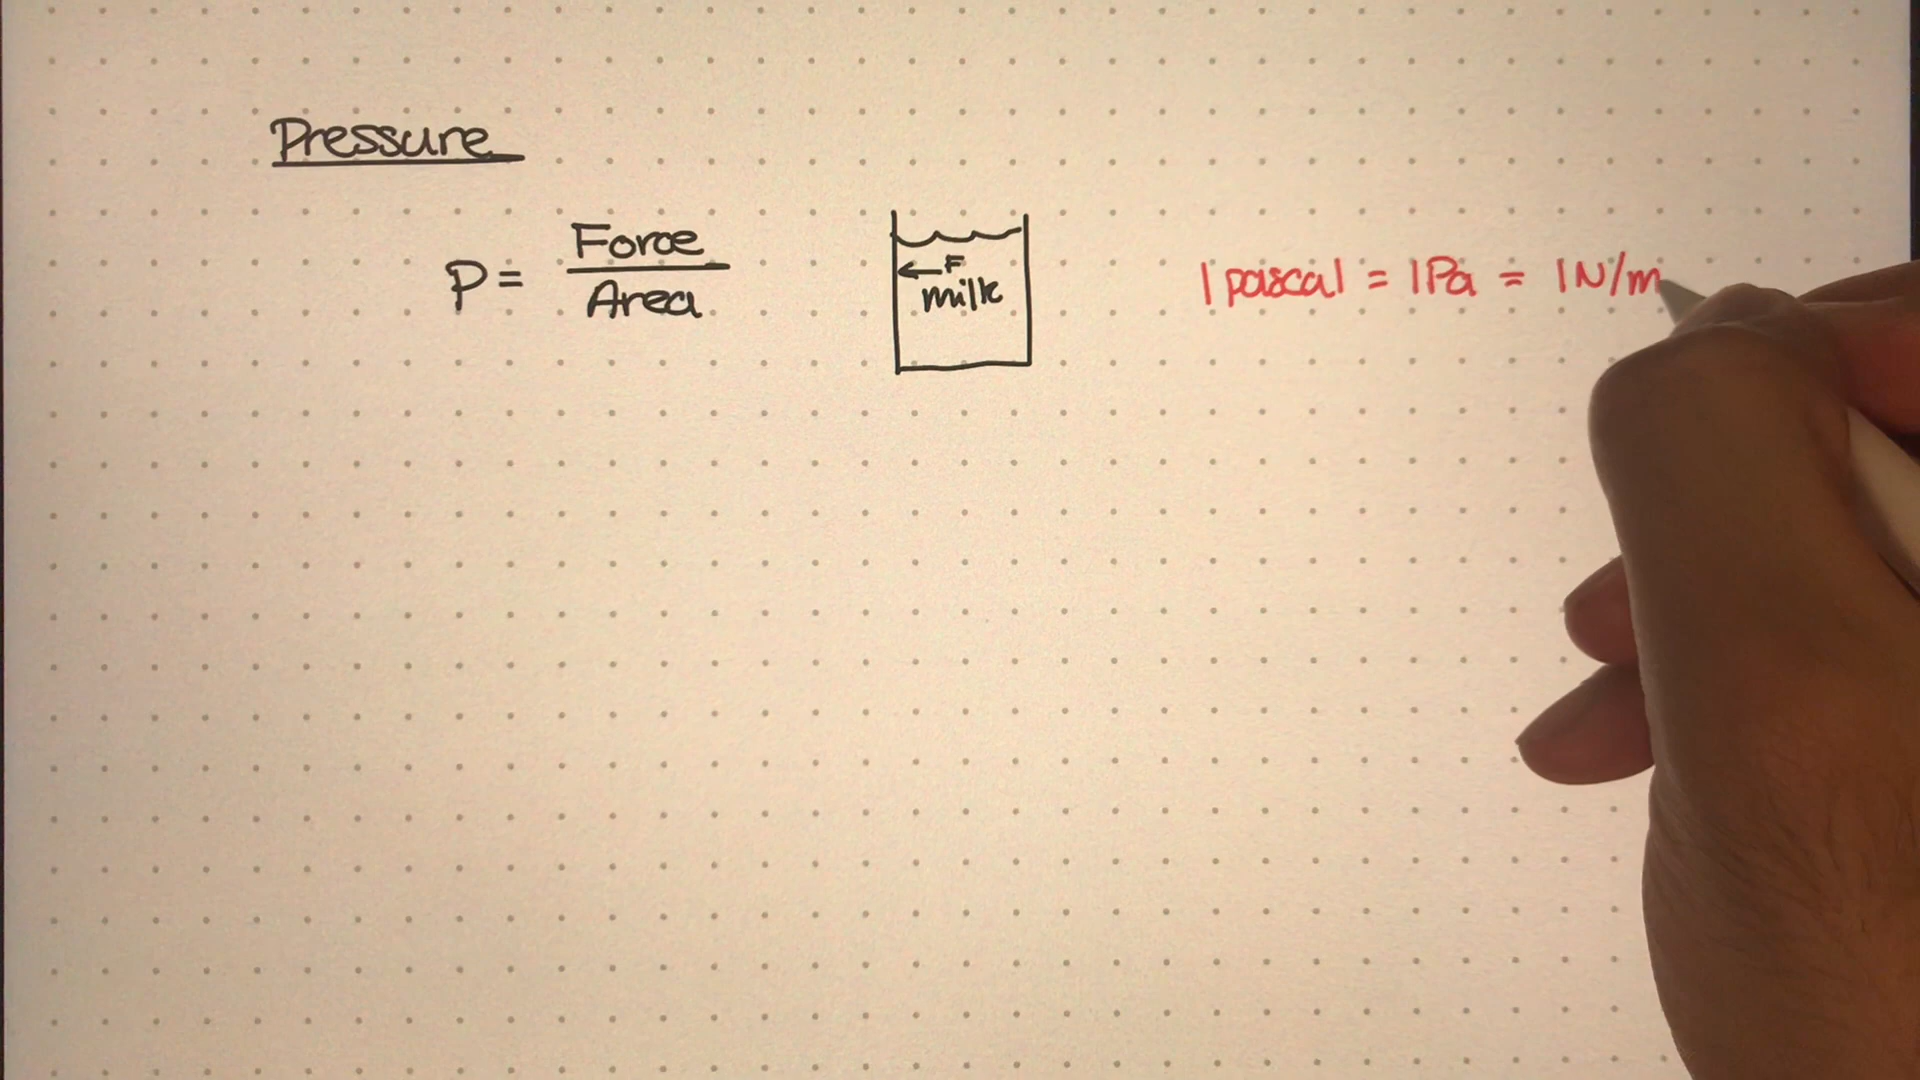 Pressure
P = Force / Area
F
milk
1 pascal = 1Pa = 1N/m